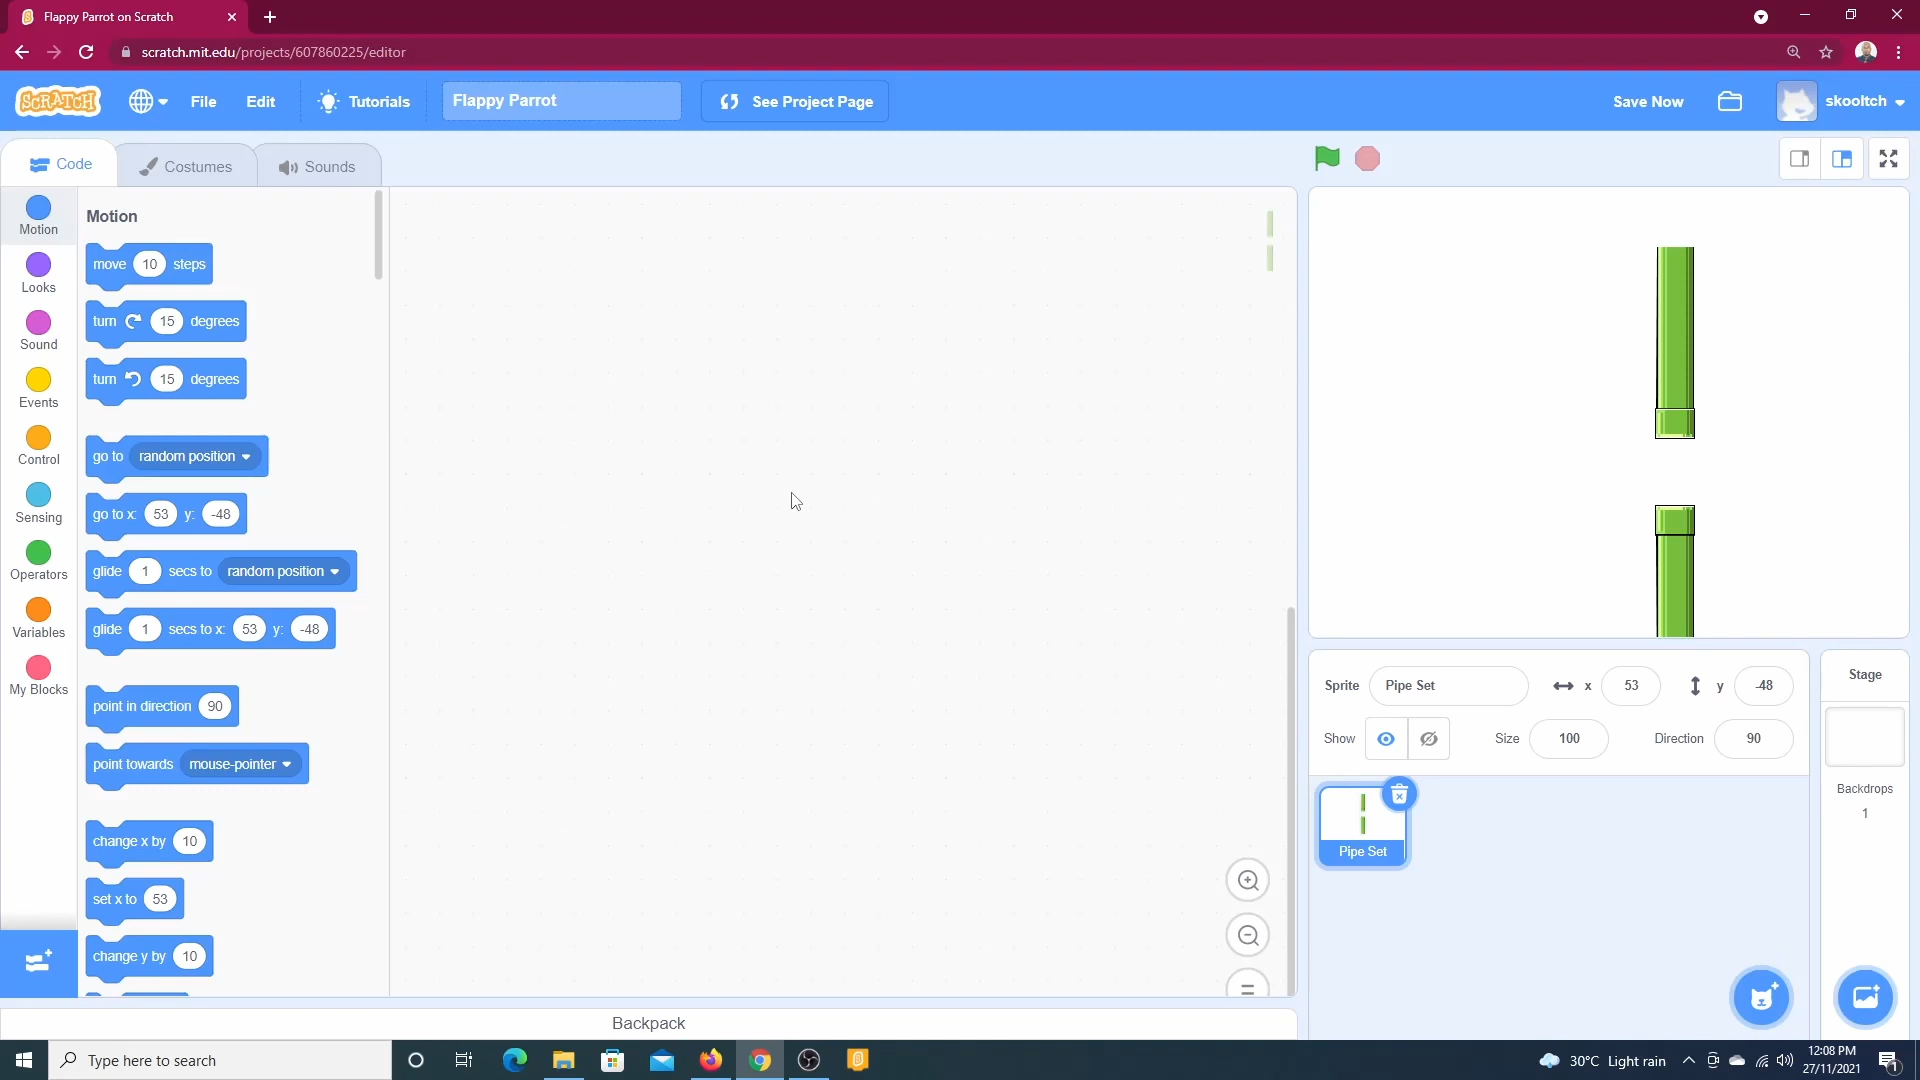 Flappy Parrot on Scratch
scratch.mit.edu/projects/607860225/editor
SCRATCH
File
Edit
Tutorials
Flappy Parrot
See Project Page
Save Now
skooltch
Code
Costumes
Sounds
Motion
Looks
Sound
Events
Control
Sensing
Operators
Variables
My Blocks
Motion
move 10 steps
turn 15 degrees
turn 15 degrees
go to random position
go to x: 53 y: -48
glide 1 secs to random position
glide 1 secs to x: 53 y: -48
point in direction 90
point towards mouse-pointer
change x by 10
set x to 53
change y by 10
Backpack
Sprite Pipe Set x 53 y -48
Show Size 100 Direction 90
Pipe Set
Stage
Backdrops
1
Type here to search
30°C Light rain
12:08 PM
27/11/2021
1